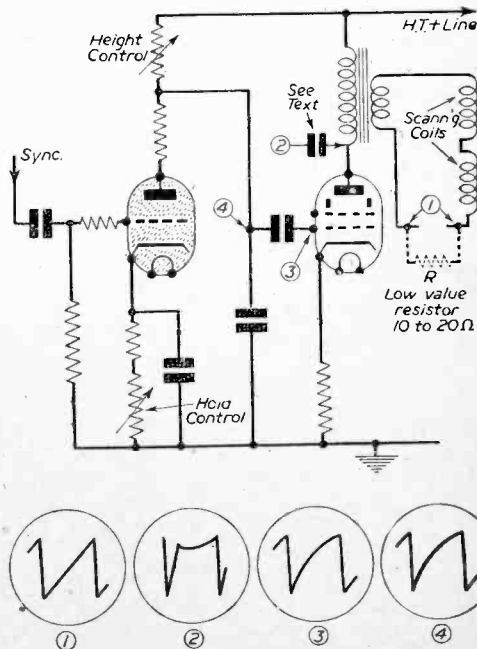 H.T.+ Line
Height
Control
See
Text
Scanng
Coils
Sync.
②
④
①
③
R
Low value
resistor
10 to 20Ω
Hold
Control
①
②
③
④